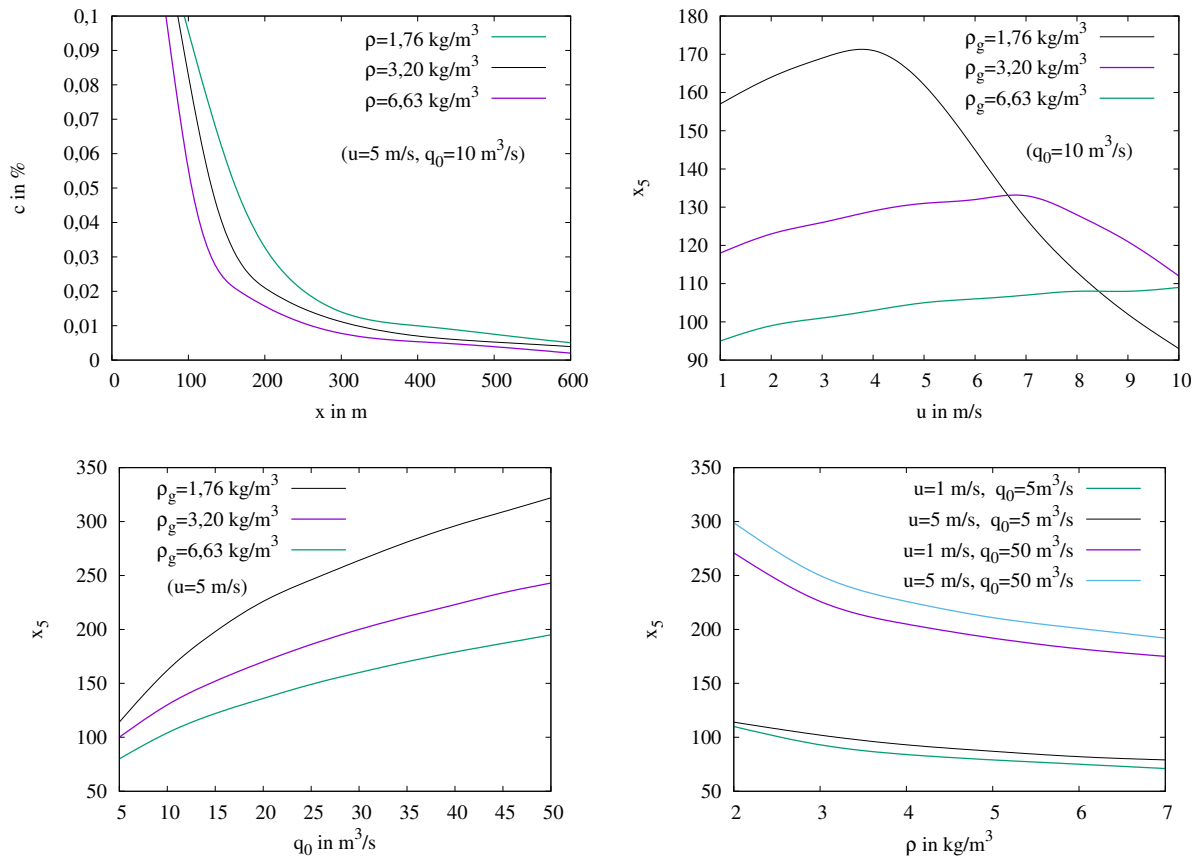 0,1
0,09
0,08
0,07
0,06
0,05
0,04
0,03
0,02
0,01
0
c in %
ρ=1,76 kg/m³
ρ=3,20 kg/m³
ρ=6,63 kg/m³
(u=5 m/s, q₀=10 m³/s)
0 100 200 300 400 500 600
x in m
180
170
160
150
140
130
120
110
100
90
x₅
ρg=1,76 kg/m³
ρg=3,20 kg/m³
ρg=6,63 kg/m³
(q₀=10 m³/s)
1 2 3 4 5 6 7 8 9 10
u in m/s
350
300
250
200
150
100
50
x₅
ρg=1,76 kg/m³
ρg=3,20 kg/m³
ρg=6,63 kg/m³
(u=5 m/s)
5 10 15 20 25 30 35 40 45 50
q₀ in m³/s
350
300
250
200
150
100
50
x₅
u=1 m/s, q₀=5m³/s
u=5 m/s, q₀=5 m³/s
u=1 m/s, q₀=50 m³/s
u=5 m/s, q₀=50 m³/s
2 3 4 5 6 7
ρ in kg/m³